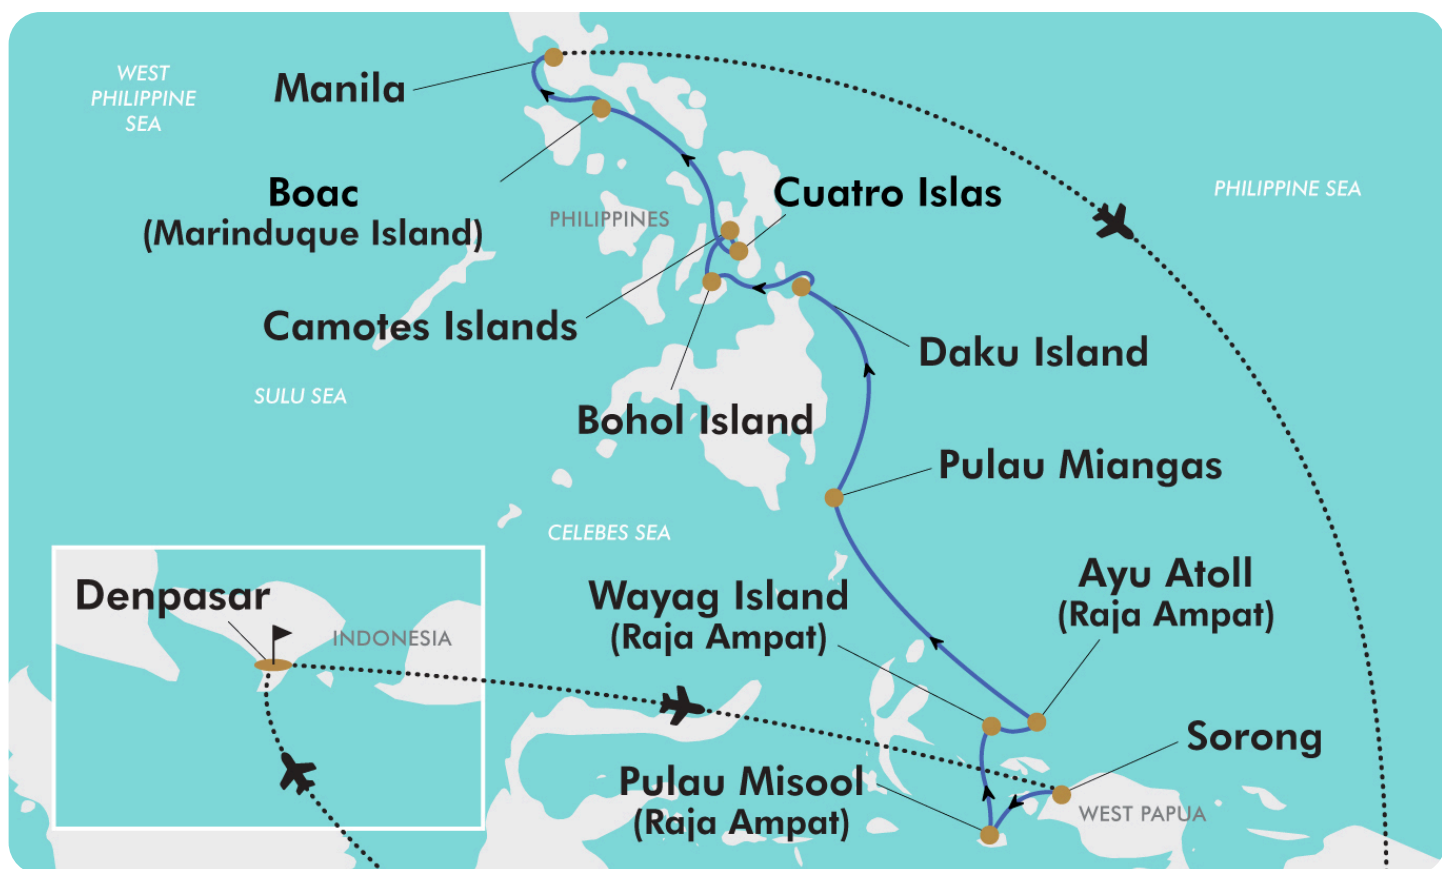 WEST
PHILIPPINE
SEA
Manila
Boac
(Marinduque Island)
PHILIPPINES
Cuatro Islas
PHILIPPINE SEA
Camotes Islands
Daku Island
SULU SEA
Bohol Island
Pulau Miangas
CELEBES SEA
Denpasar
INDONESIA
Wayag Island
(Raja Ampat)
Ayu Atoll
(Raja Ampat)
Sorong
Pulau Misool
(Raja Ampat)
WEST PAPUA